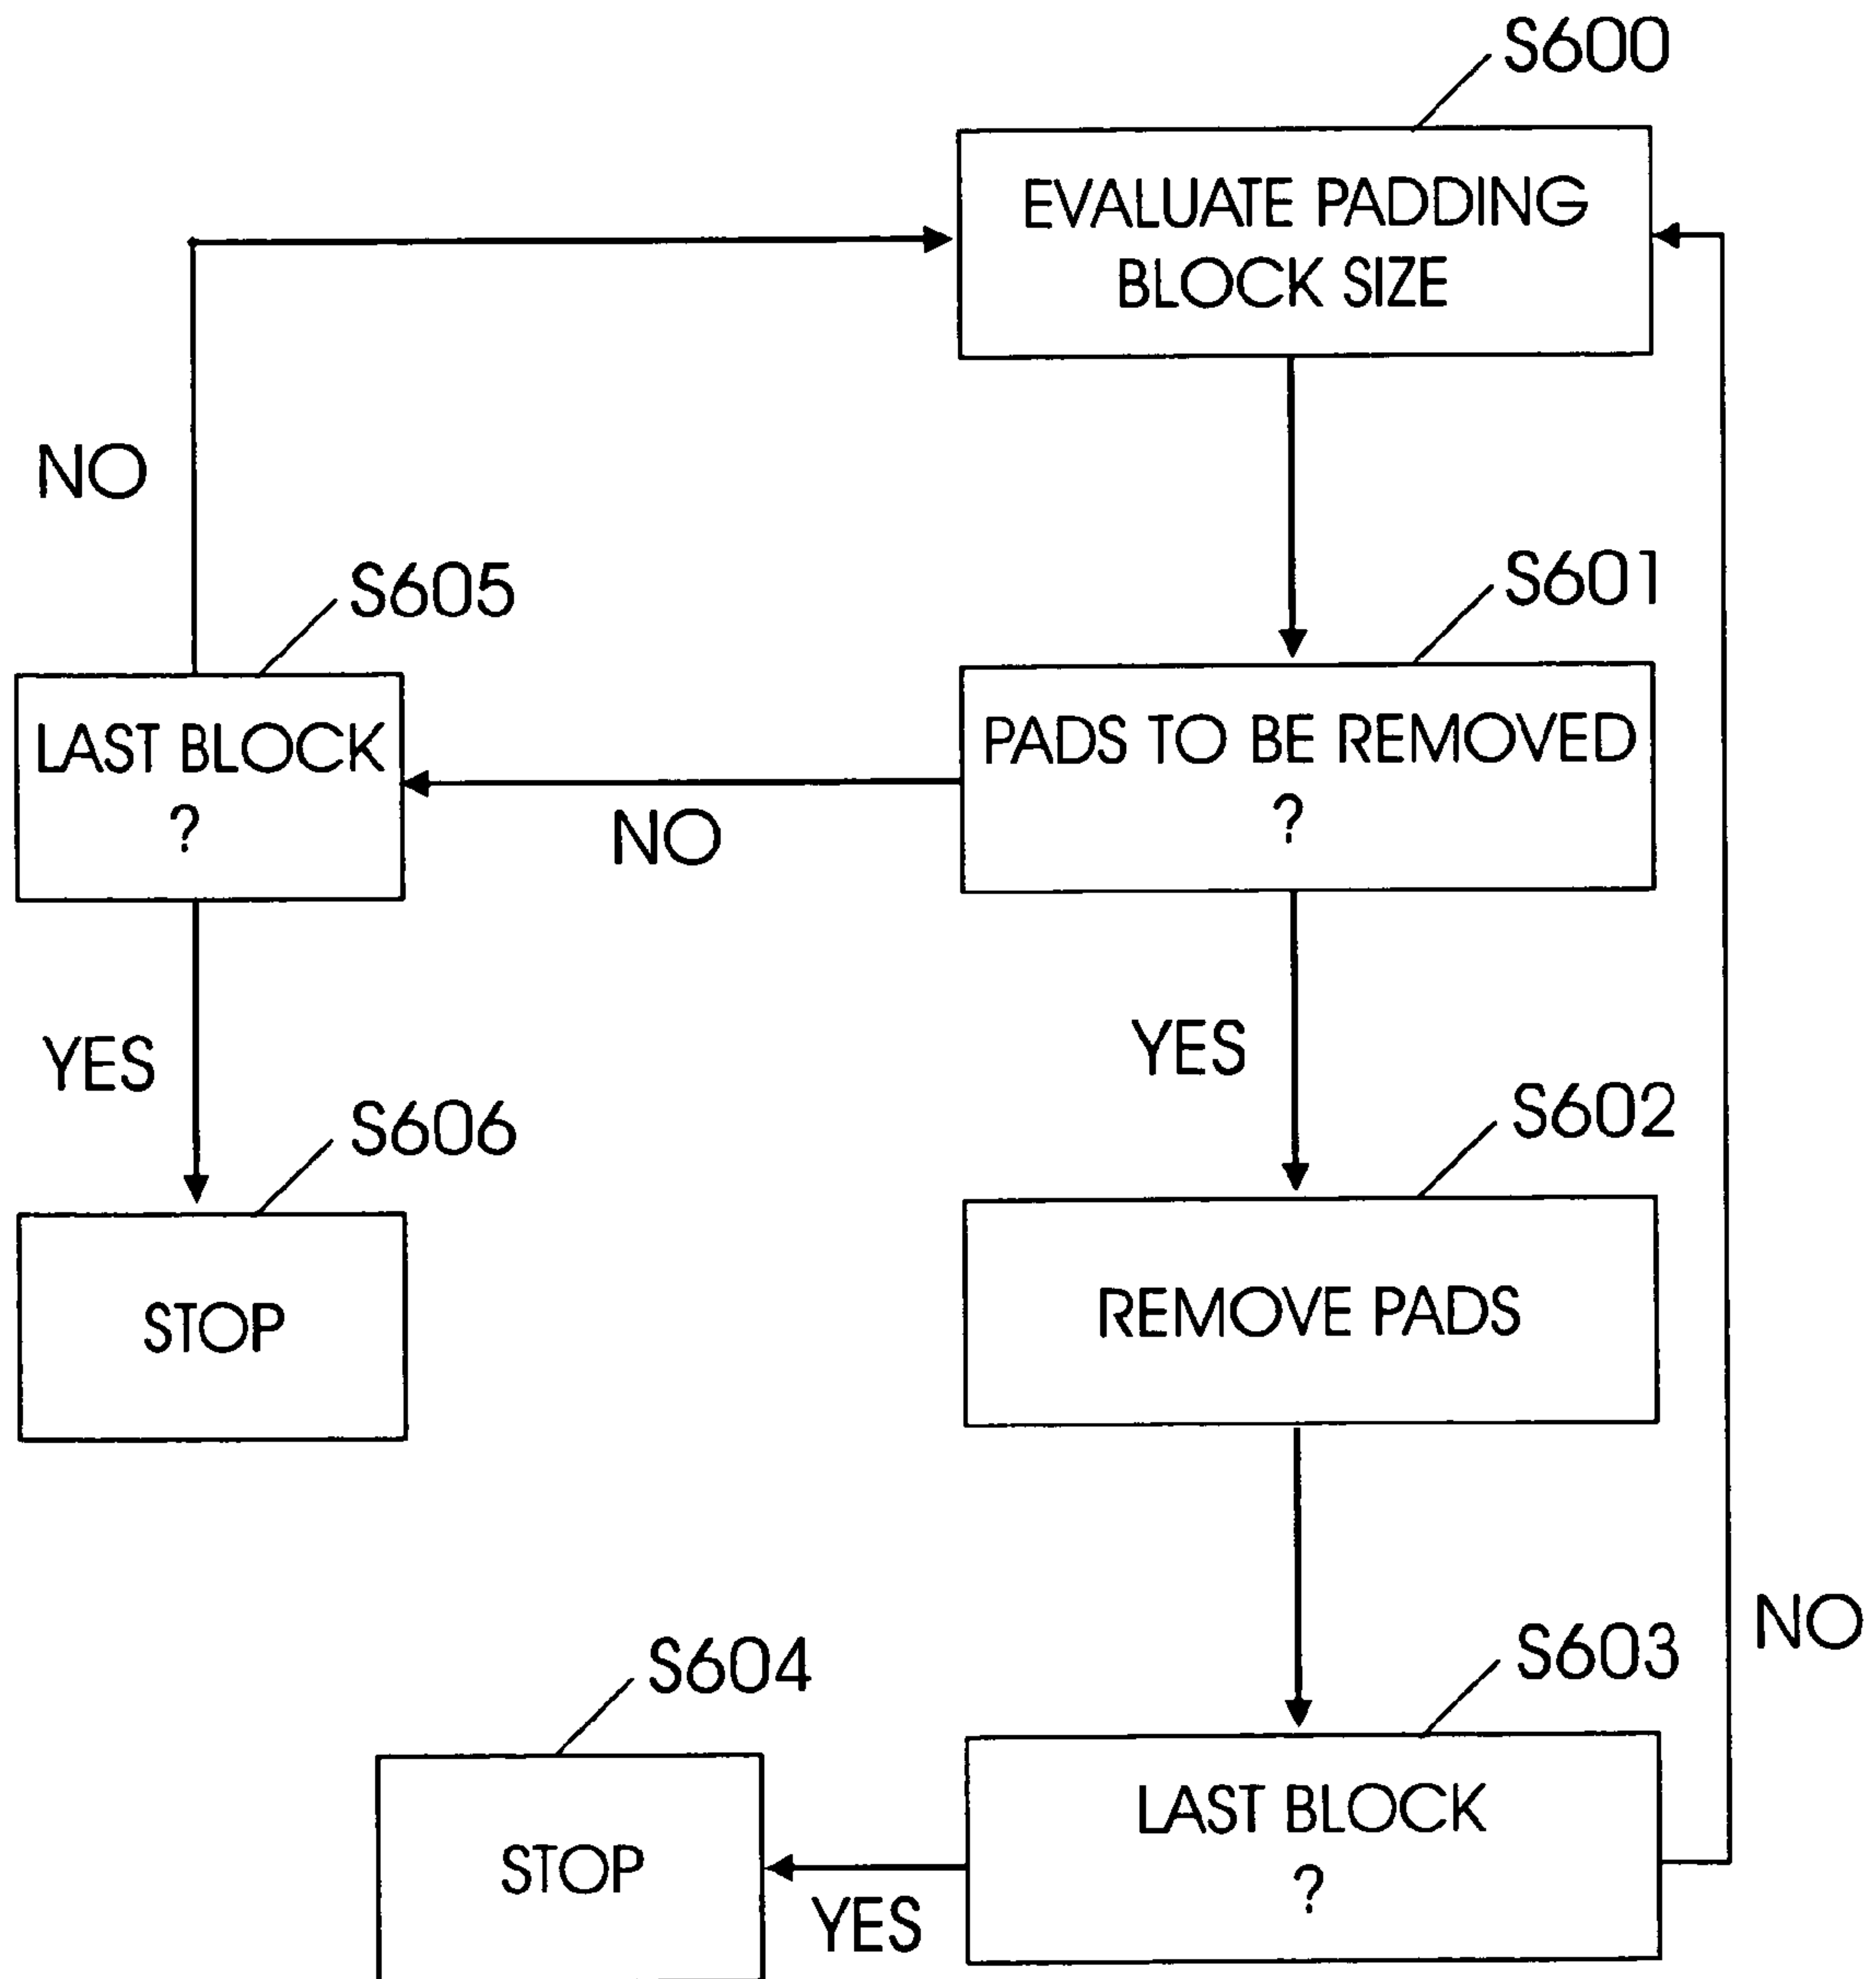 S600
EVALUATE PADDING
BLOCK SIZE
NO
S605
S601
LAST BLOCK
?
PADS TO BE REMOVED
?
NO
YES
YES
S606
S602
STOP
REMOVE PADS
NO
S604
S603
STOP
LAST BLOCK
?
YES